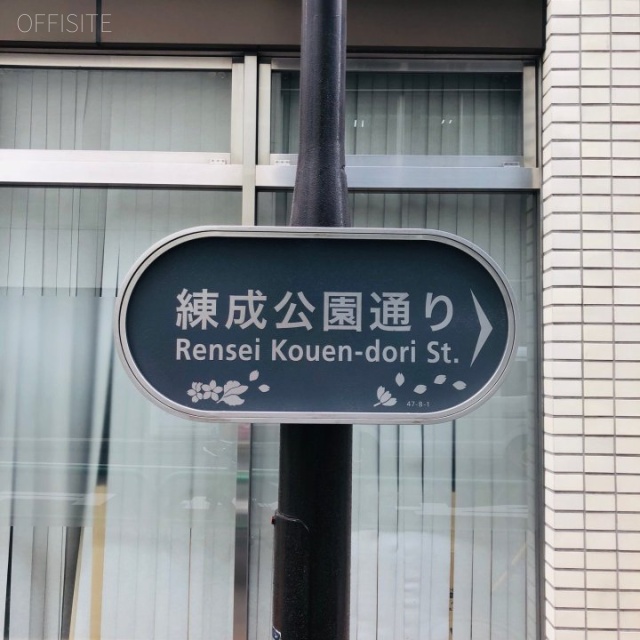 OFFISITE
練成公園通り
Rensei Kouen-dori St.
47-8-1